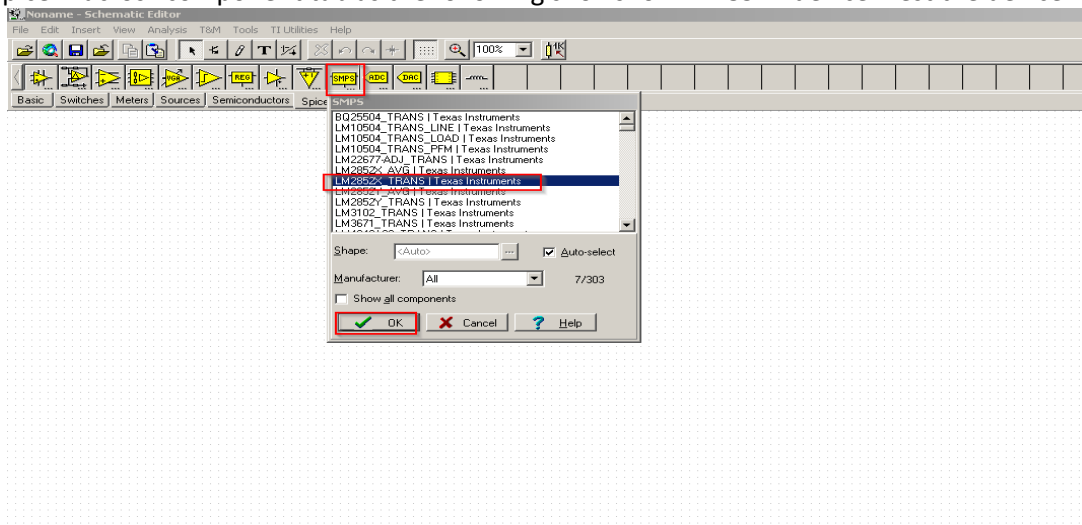 Noname - Schematic Editor
File Edit Insert View Analysis T&M Tools TI Utilities Help
T 100%
REG SMPS ADC DAC
Basic Switches Meters Sources Semiconductors Spice
SMPS
BQ25504_TRANS | Texas Instruments
LM10504_TRANS_LINE | Texas Instruments
LM10504_TRANS_LOAD | Texas Instruments
LM10504_TRANS_PFM | Texas Instruments
LM22677-ADJ_TRANS | Texas Instruments
LM2852X_AVG | Texas Instruments
LM2852X_TRANS | Texas Instruments
LM2852Y_AVG | Texas Instruments
LM2852Y_TRANS | Texas Instruments
LM3102_TRANS | Texas Instruments
LM3671_TRANS | Texas Instruments
Shape: <Auto> ... Auto-select
Manufacturer: All 7/303
Show all components
OK Cancel ? Help